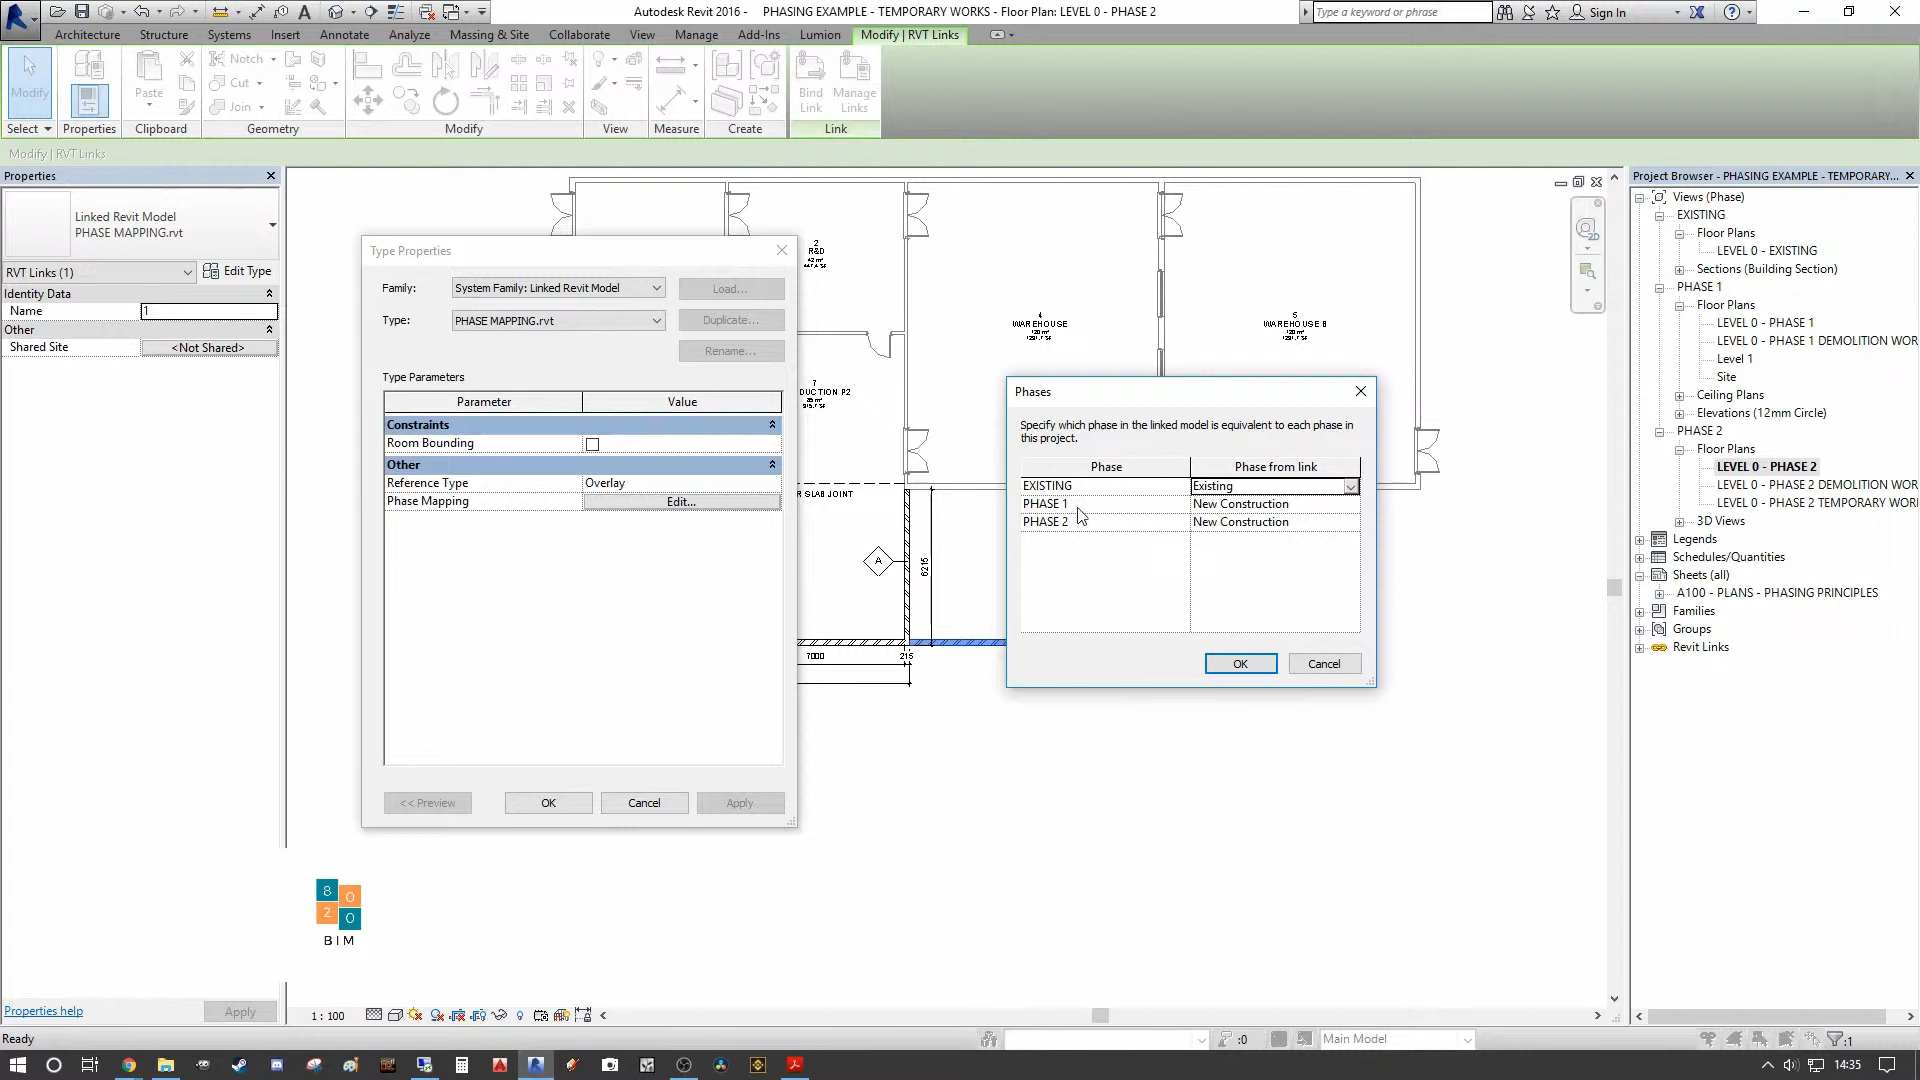 Autodesk Revit 2016 - PHASING EXAMPLE - TEMPORARY WORKS - Floor Plan: LEVEL 0 - PHASE 2
Type a keyword or phrase
Sign In
Architecture Structure Systems Insert Annotate Analyze Massing & Site Collaborate View Manage Add-Ins Lumion Modify | RVT Links
Modify
Paste
Notch
Cut
Join
Bind Link
Manage Links
Select Properties Clipboard Geometry Modify View Measure Create Link
Modify | RVT Links
Properties
Linked Revit Model
PHASE MAPPING.rvt
RVT Links (1)
Edit Type
Identity Data
Name 1
Other
Shared Site <Not Shared>
Properties help
Apply
Type Properties
Family: System Family: Linked Revit Model Load...
Type: PHASE MAPPING.rvt Duplicate...
Rename...
Type Parameters
Parameter Value
Constraints
Room Bounding
Other
Reference Type Overlay
Phase Mapping Edit...
<< Preview OK Cancel Apply
2
R&D
4
WAREHOUSE
5
WAREHOUSE B
7
DUCTION P2
R SLAB JOINT
A
6215
7000 215
Phases
Specify which phase in the linked model is equivalent to each phase in
this project.
Phase Phase from link
EXISTING Existing
PHASE 1 New Construction
PHASE 2 New Construction
OK Cancel
2D
Project Browser - PHASING EXAMPLE - TEMPORARY...
Views (Phase)
EXISTING
Floor Plans
LEVEL 0 - EXISTING
Sections (Building Section)
PHASE 1
Floor Plans
LEVEL 0 - PHASE 1
LEVEL 0 - PHASE 1 DEMOLITION WOR
Level 1
Site
Ceiling Plans
Elevations (12mm Circle)
PHASE 2
Floor Plans
LEVEL 0 - PHASE 2
LEVEL 0 - PHASE 2 DEMOLITION WOR
LEVEL 0 - PHASE 2 TEMPORARY WOR
3D Views
Legends
Schedules/Quantities
Sheets (all)
A100 - PLANS - PHASING PRINCIPLES
Families
Groups
Revit Links
8 0
2 0
BIM
1 : 100
Ready
:0
Main Model
:1
14:35